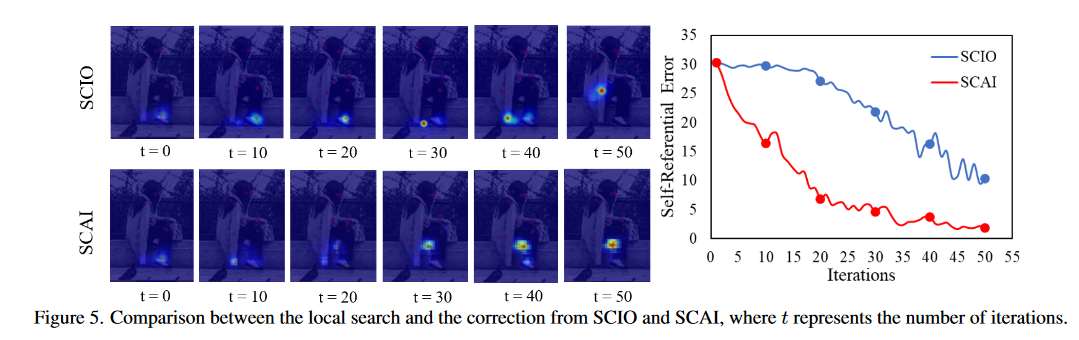 SCIO
t = 0 t = 10 t = 20 t = 30 t = 40 t = 50
SCAI
t = 0 t = 10 t = 20 t = 30 t = 40 t = 50
Self-Referential Error
35
30
25
20
15
10
5
0
SCIO
SCAI
0 5 10 15 20 25 30 35 40 45 50 55
Iterations
Figure 5. Comparison between the local search and the correction from SCIO and SCAI, where t represents the number of iterations.